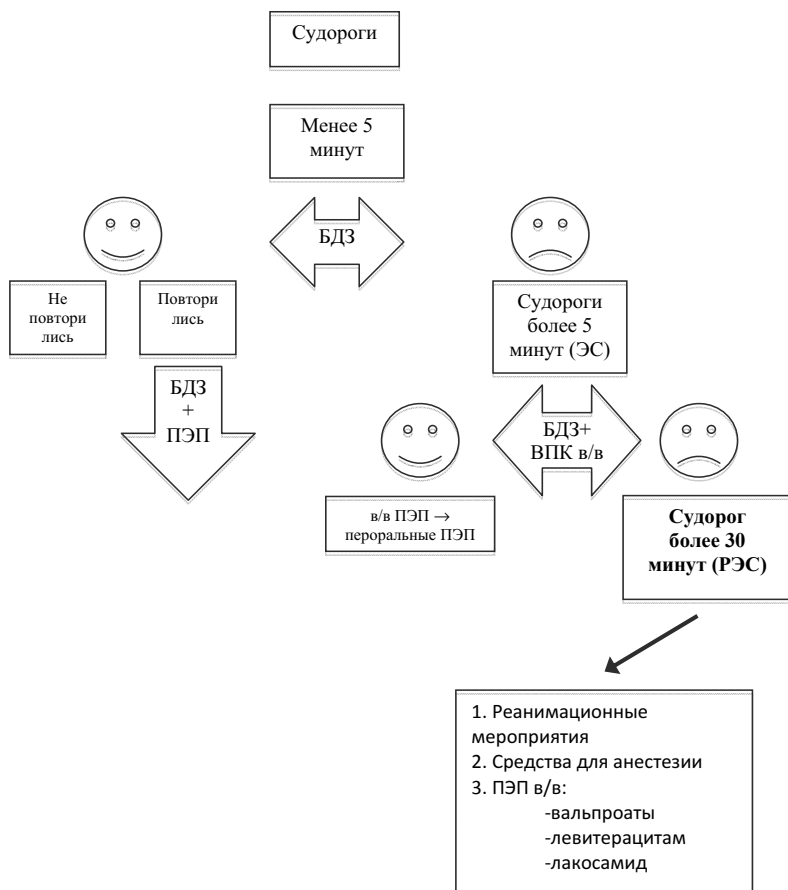 Судороги
Менее 5
минут
БДЗ
Не
повтори
лись
Повтори
лись
Судороги
более 5
минут (ЭС)
БДЗ
+
ПЭП
БДЗ+
ВПК в/в
в/в ПЭП →
пероральные ПЭП
Судорог
более 30
минут (РЭС)
1. Реанимационные
мероприятия
2. Средства для анестезии
3. ПЭП в/в:
-вальпроаты
-левитерацитам
-лакосамид